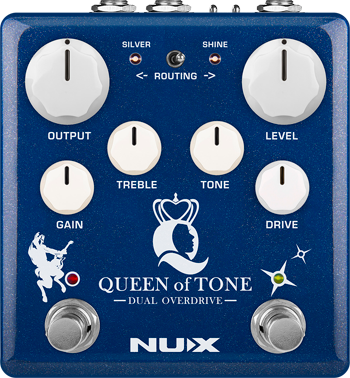 SILVER SHINE
<- ROUTING ->
OUTPUT LEVEL
TREBLE TONE
GAIN DRIVE
QUEEN of TONE
DUAL OVERDRIVE
NUX